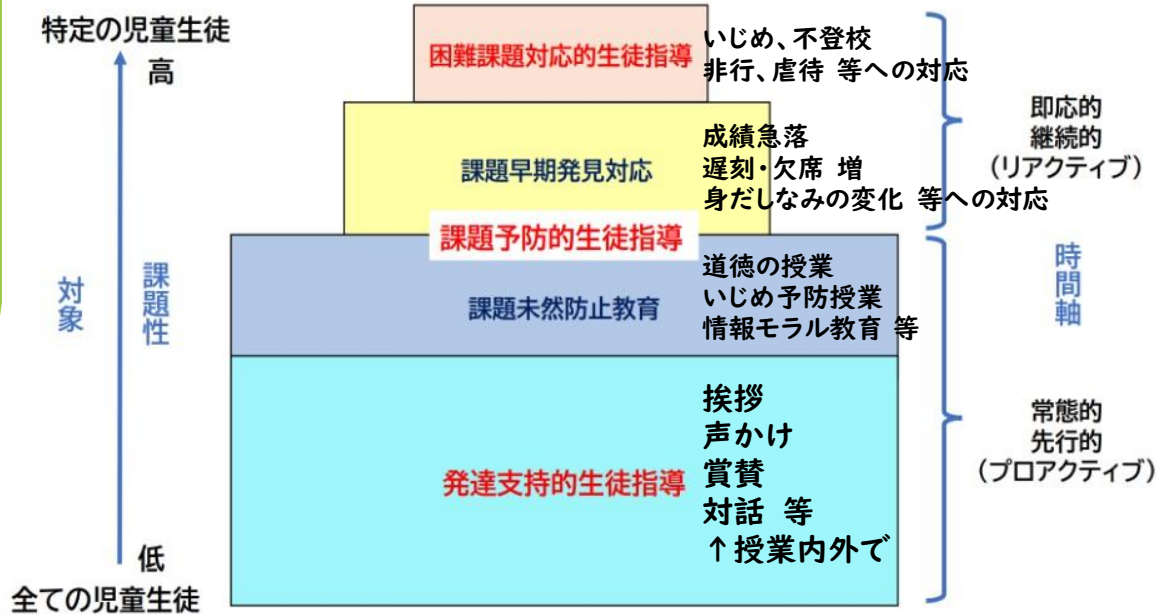 特定の児童生徒
高
困難課題対応的生徒指導
いじめ、不登校
非行、虐待 等への対応
即応的
継続的
(リアクティブ)
課題早期発見対応
成績急落
遅刻・欠席 増
身だしなみの変化 等への対応
課題予防的生徒指導
対象
課題性
課題未然防止教育
道徳の授業
いじめ予防授業
情報モラル教育 等
時間軸
発達支持的生徒指導
挨拶
声かけ
賞賛
対話 等
↑授業内外で
常態的
先行的
(プロアクティブ)
低
全ての児童生徒